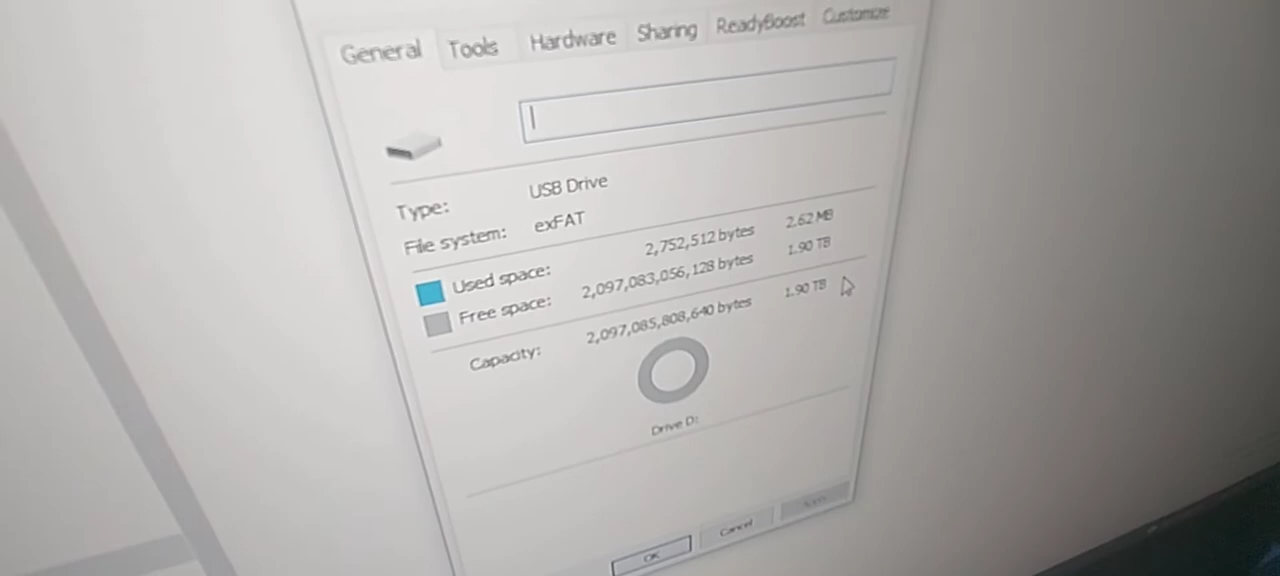 General Tools Hardware Sharing ReadyBoost Customize
Type: USB Drive
File system: exFAT
Used space: 2,752,512 bytes 2.62 MB
Free space: 2,097,083,056,128 bytes 1.90 TB
Capacity: 2,097,085,808,640 bytes 1.90 TB
Drive D:
OK Cancel Apply